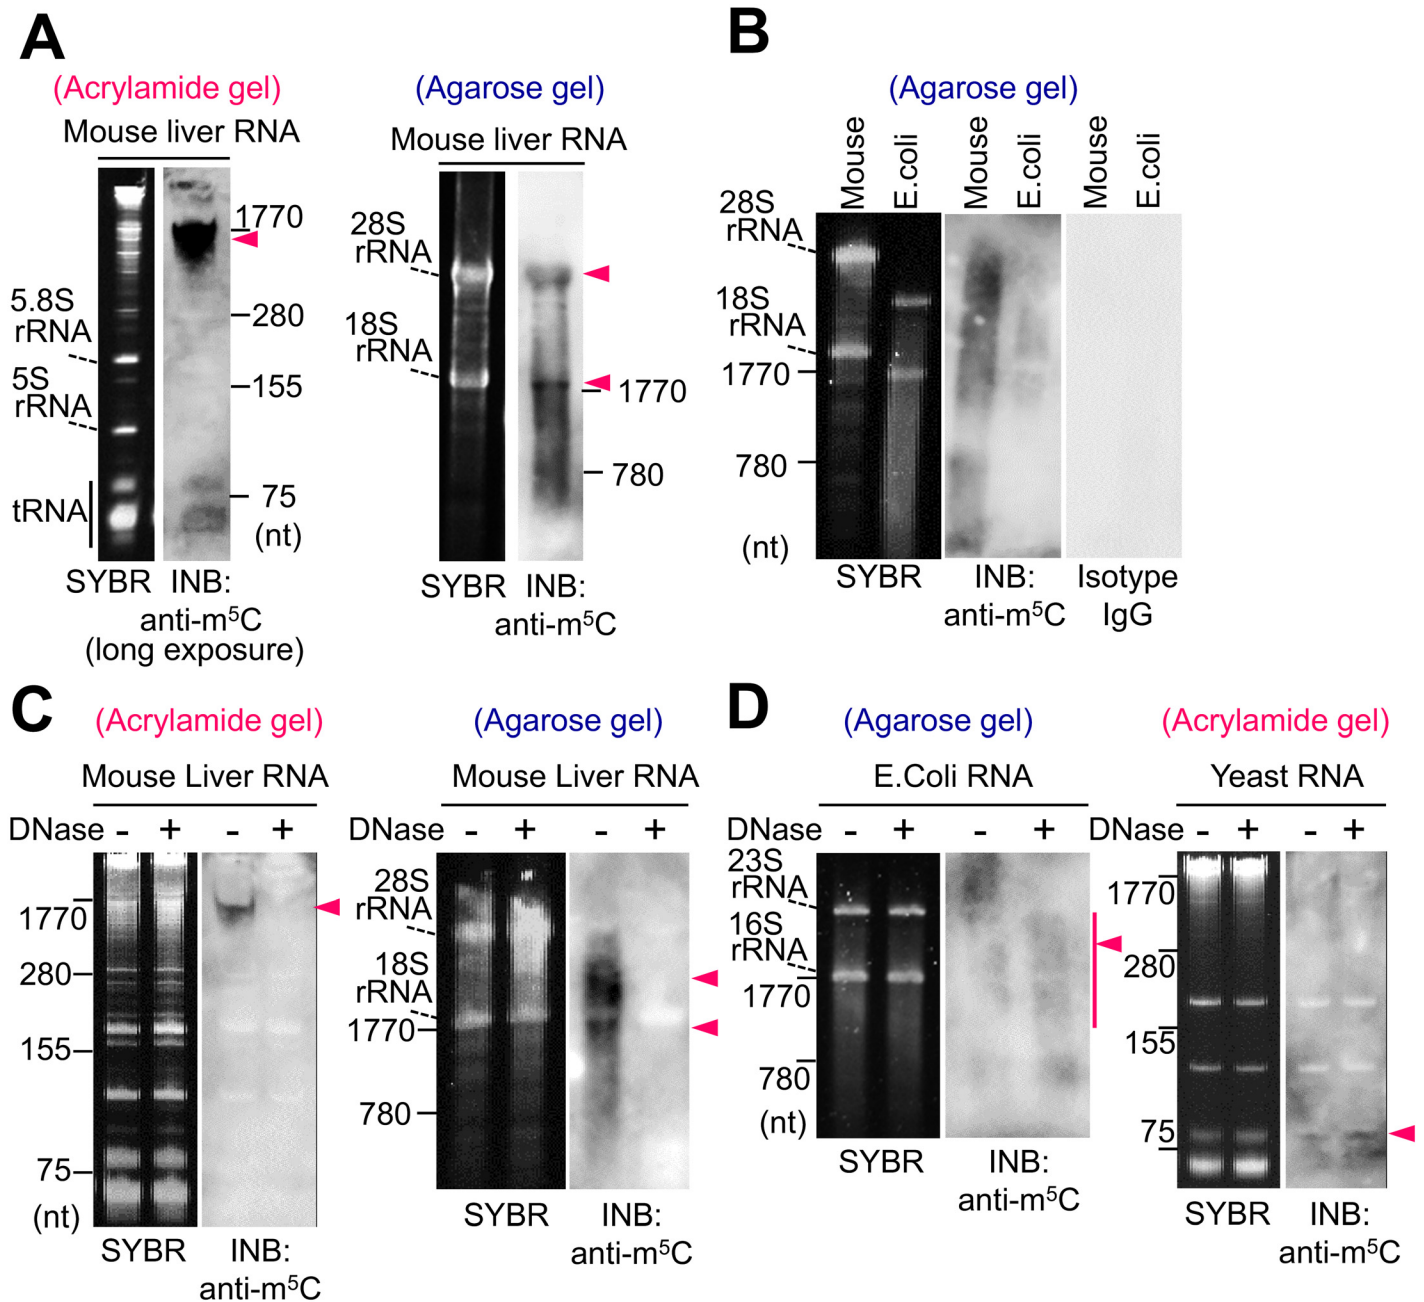 A
(Acrylamide gel)
Mouse liver RNA
1770
5.8S
rRNA
280
5S
rRNA
155
tRNA
75
(nt)
SYBR
INB:
anti-m⁵C
(long exposure)
(Agarose gel)
Mouse liver RNA
28S
rRNA
18S
rRNA
1770
780
SYBR
INB:
anti-m⁵C
B
(Agarose gel)
Mouse
E.coli
Mouse
E.coli
Mouse
E.coli
28S
rRNA
18S
rRNA
1770
780
(nt)
SYBR
INB:
anti-m⁵C
Isotype
IgG
C
(Acrylamide gel)
Mouse Liver RNA
DNase - + - +
1770
280
155
75
(nt)
SYBR
INB:
anti-m⁵C
(Agarose gel)
Mouse Liver RNA
DNase - + - +
28S
rRNA
18S
rRNA
1770
780
SYBR
INB:
anti-m⁵C
D
(Agarose gel)
E.Coli RNA
DNase - + - +
23S
rRNA
16S
rRNA
1770
780
(nt)
SYBR
INB:
anti-m⁵C
(Acrylamide gel)
Yeast RNA
DNase - + - +
1770
280
155
75
SYBR
INB:
anti-m⁵C